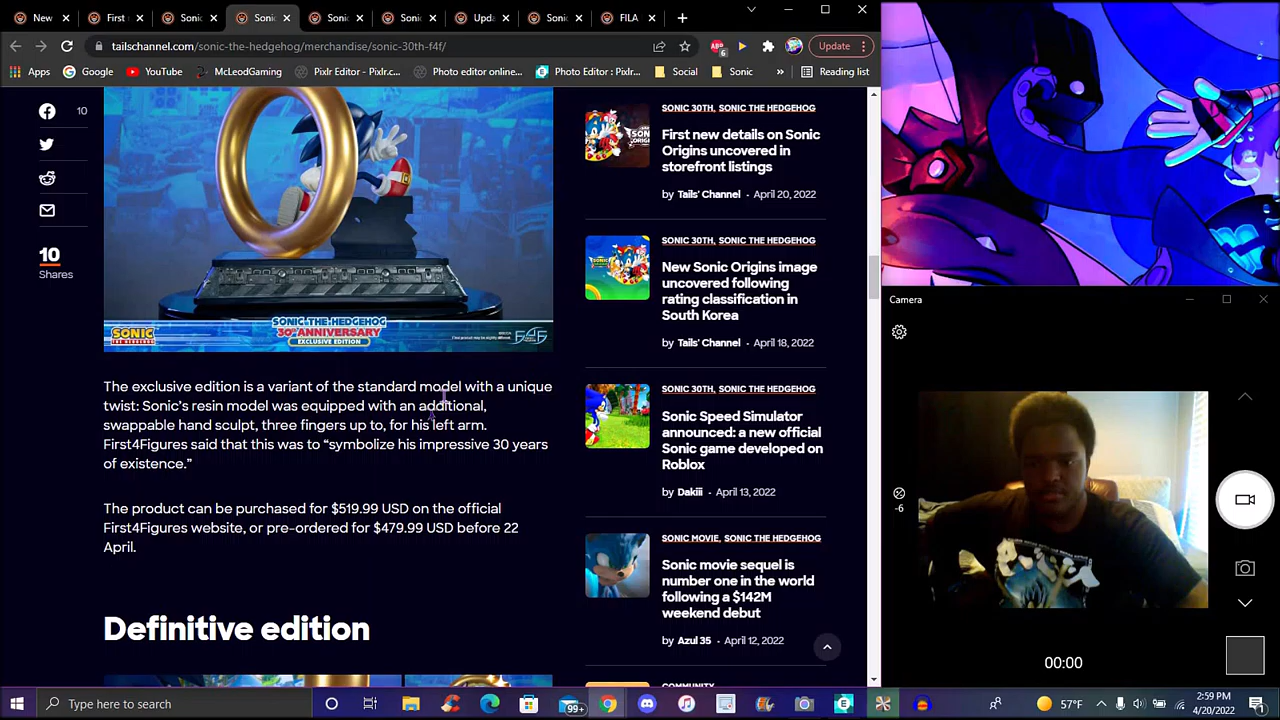 New
First
Sonic
Sonic
Sonic
Sonic
Upda
Sonic
FILA
tailschannel.com/sonic-the-hedgehog/merchandise/sonic-30th-f4f/
ABP
6
Update
Apps
Google
YouTube
McLeodGaming
Pixlr Editor - Pixlr.c...
Photo editor online...
Photo Editor : Pixlr...
Social
Sonic
»
Reading list
10
10
Shares
SONIC
SONIC THE HEDGEHOG
30th ANNIVERSARY
EXCLUSIVE EDITION
The exclusive edition is a variant of the standard model with a unique
twist: Sonic's resin model was equipped with an additional,
swappable hand sculpt, three fingers up to, for his left arm.
First4Figures said that this was to “symbolize his impressive 30 years
of existence.”
The product can be purchased for $519.99 USD on the official
First4Figures website, or pre-ordered for $479.99 USD before 22
April.
Definitive edition
SONIC 30TH, SONIC THE HEDGEHOG
First new details on Sonic
Origins uncovered in
storefront listings
by Tails' Channel - April 20, 2022
SONIC 30TH, SONIC THE HEDGEHOG
New Sonic Origins image
uncovered following
rating classification in
South Korea
by Tails' Channel - April 18, 2022
SONIC 30TH, SONIC THE HEDGEHOG
Sonic Speed Simulator
announced: a new official
Sonic game developed on
Roblox
by Dakiii - April 13, 2022
SONIC MOVIE, SONIC THE HEDGEHOG
Sonic movie sequel is
number one in the world
following a $142M
weekend debut
by Azul 35 - April 12, 2022
COMMUNITY
Camera
-6
00:00
Type here to search
99+
57°F
2:59 PM
4/20/2022
1